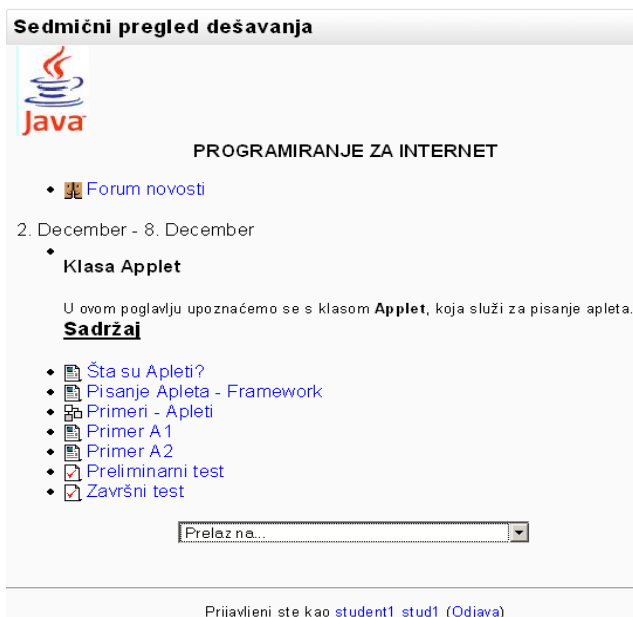 Sedmični pregled dešavanja
Java
PROGRAMIRANJE ZA INTERNET
Forum novosti
2. December - 8. December
Klasa Applet
U ovom poglavlju upoznaćemo se s klasom Applet, koja služi za pisanje apleta.
Sadržaj
Šta su Apleti?
Pisanje Apleta - Framework
Primeri - Apleti
Primer A1
Primer A2
Preliminarni test
Završni test
Prelaz na...
Prijavljeni ste kao student1 stud1 (Odjava)